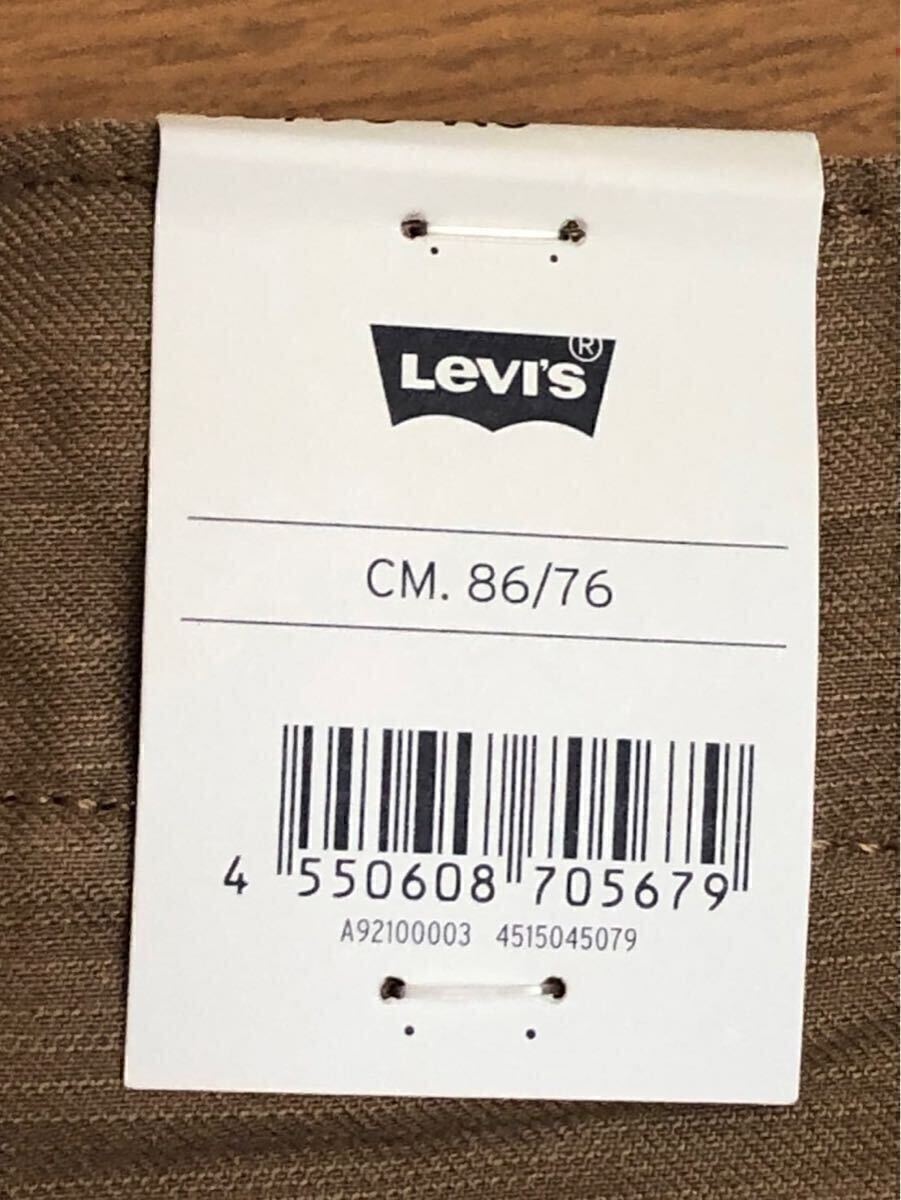 Levi's®
CM. 86/76
4 550608 705679
A92100003 4515045079